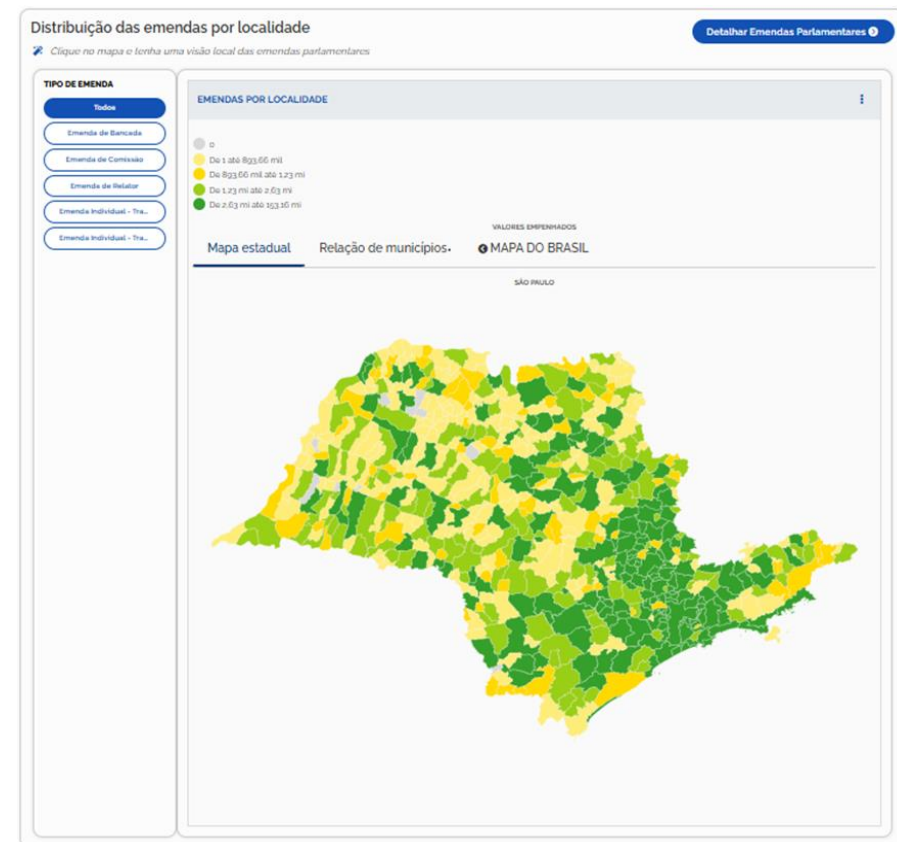 Distribuição das emendas por localidade
Detalhar Emendas Parlamentares
Clique no mapa e tenha uma visão local das emendas parlamentares
TIPO DE EMENDA
Todos
Emenda de Bancada
Emenda de Comissão
Emenda de Relator
Emenda Individual - Tra...
Emenda Individual - Tra...
EMENDAS POR LOCALIDADE
0
De 1 até 893,66 mil
De 893,66 mil até 1,23 mi
De 1,23 mi até 2,63 mi
De 2,63 mi até 153,16 mi
VALORES EMPENHADOS
Mapa estadual
Relação de municípios
MAPA DO BRASIL
SÃO PAULO